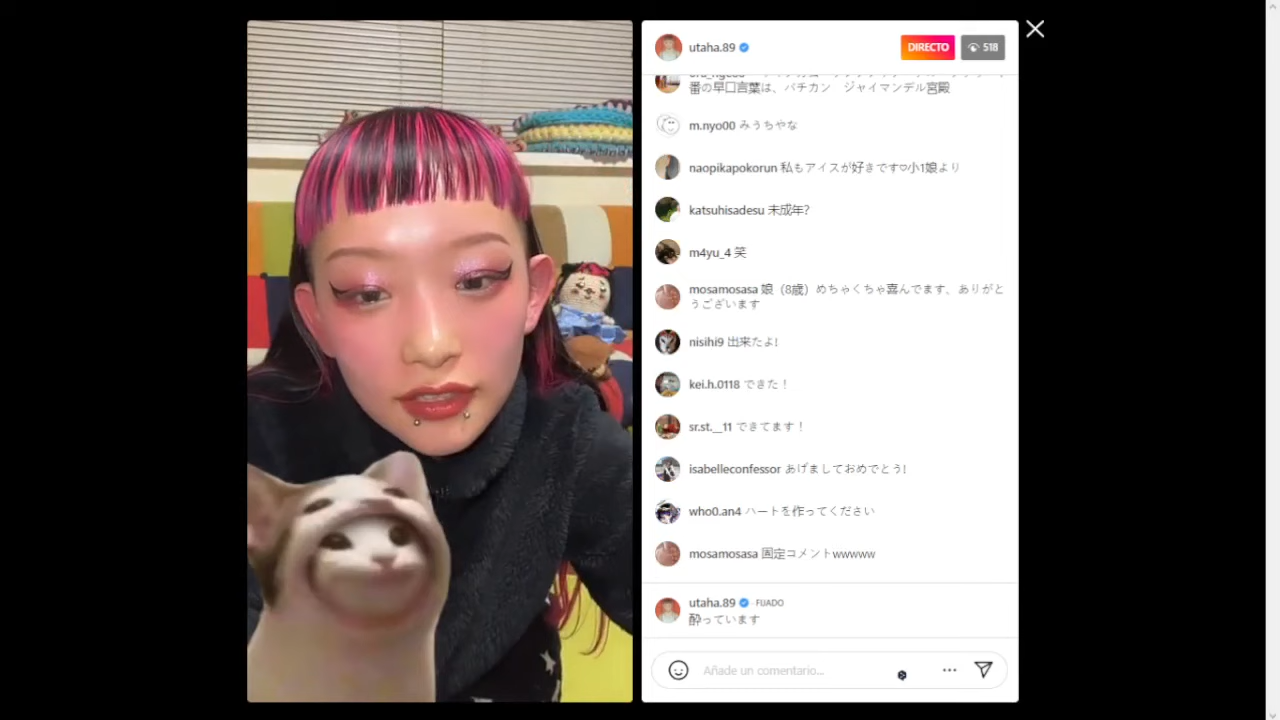 utaha.89
DIRECTO
518
番の早口言葉は、バチカン　ジャイマンデル宮殿
m.nyo00 みうちやな
naopikapokorun 私もアイスが好きです♡小1娘より
katsuhisadesu 未成年?
m4yu_4 笑
mosamosasa 娘（8歳）めちゃくちゃ喜んでます、ありがと
うございます
nisihi9 出来たよ!
kei.h.0118 できた！
sr.st.__11 できてます！
isabelleconfessor あげましておめでとう!
who0.an4 ハートを作ってください
mosamosasa 固定コメントwwwww
utaha.89 · FIJADO
酔っています
Añade un comentario...